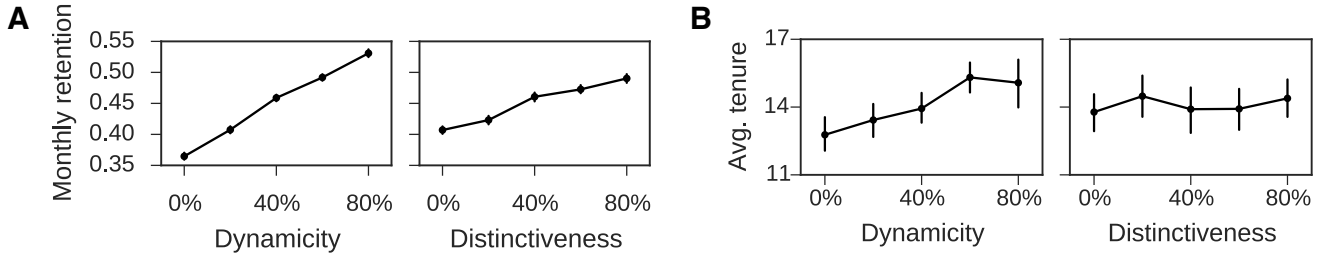 A
Monthly retention
0.55
0.50
0.45
0.40
0.35
0% 40% 80%
Dynamicity
0% 40% 80%
Distinctiveness
B
Avg. tenure
17
14
11
0% 40% 80%
Dynamicity
0% 40% 80%
Distinctiveness